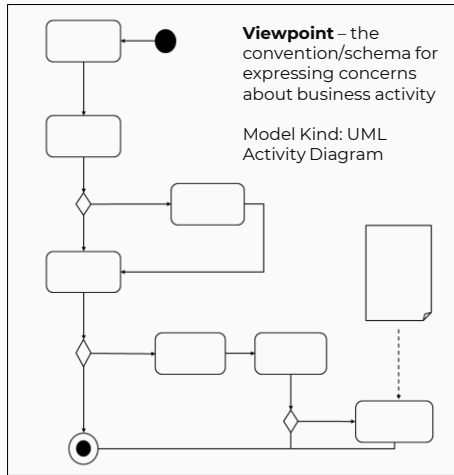 Viewpoint – the
convention/schema for
expressing concerns
about business activity
Model Kind: UML
Activity Diagram